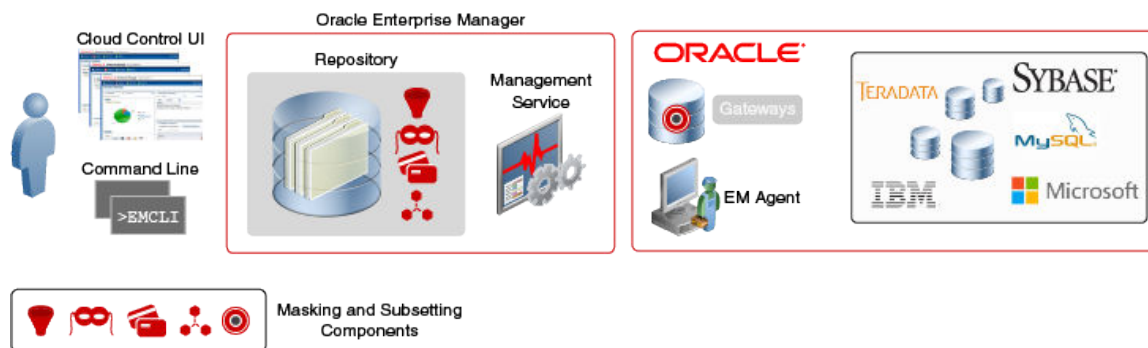 Oracle Enterprise Manager
Cloud Control UI
Repository
Management
Service
Command Line
>EMCLI
ORACLE
Gateways
EM Agent
TERADATA
SYBASE
MySQL
IBM
Microsoft
Masking and Subsetting
Components